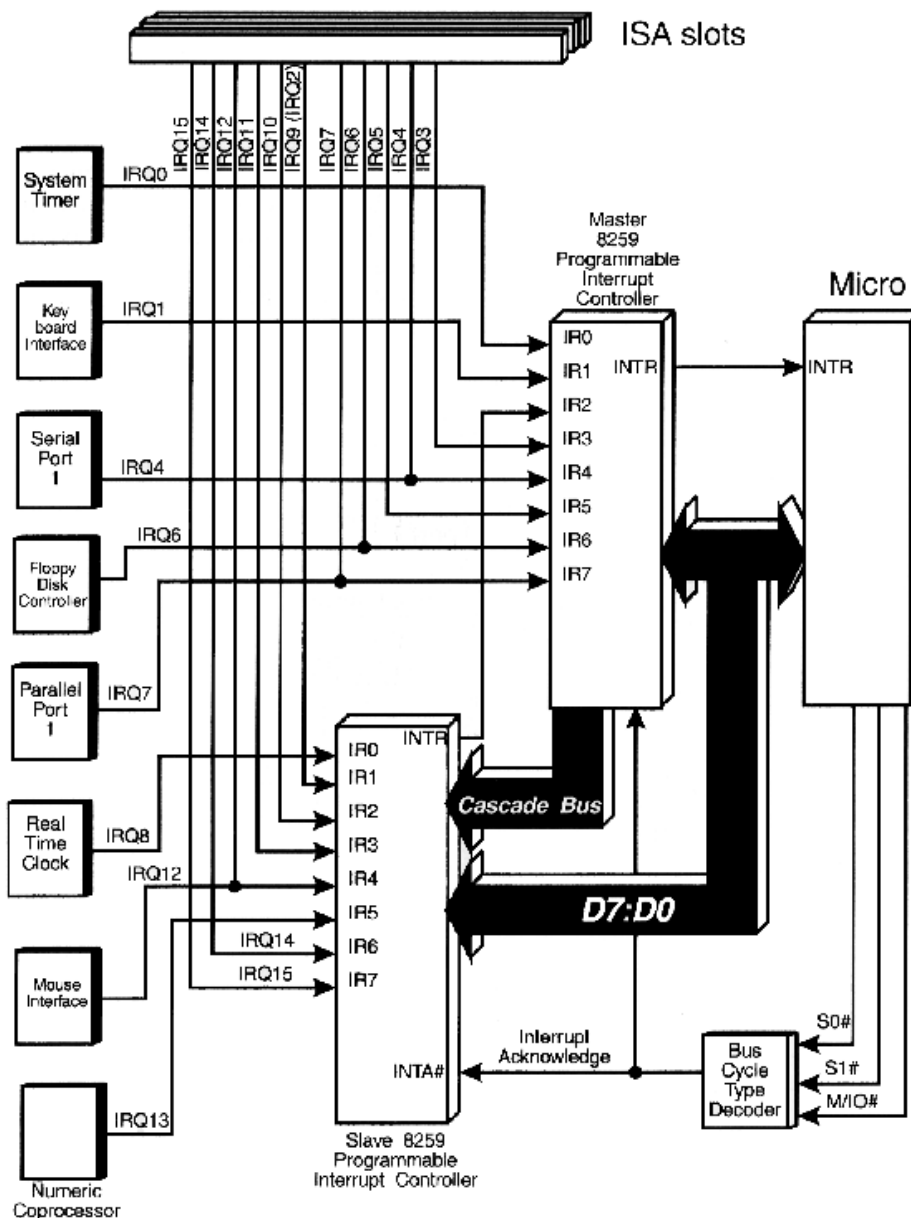 ISA slots
IRQ15
IRQ14
IRQ12
IRQ11
IRQ10
IRQ9 (IRQ2)
IRQ7
IRQ6
IRQ5
IRQ4
IRQ3
System
Timer
IRQ0
Key
board
Interface
IRQ1
Serial
Port
1
IRQ4
Floppy
Disk
Controller
IRQ6
Parallel
Port
1
IRQ7
Real
Time
Clock
IRQ8
Mouse
Interface
IRQ12
Numeric
Coprocessor
IRQ13
IRQ14
IRQ15
Master
8259
Programmable
Interrupt
Controller
IR0
IR1
IR2
IR3
IR4
IR5
IR6
IR7
INTR
Micro
INTR
IR0
IR1
IR2
IR3
IR4
IR5
IR6
IR7
INTR
INTA#
Slave 8259
Programmable
Interrupt Controller
Cascade Bus
D7:D0
Interrupt
Acknowledge
Bus
Cycle
Type
Decoder
S0#
S1#
M/IO#